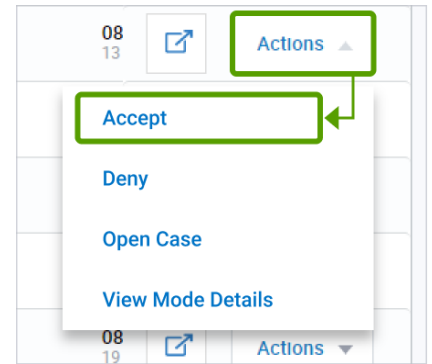 08
13
Actions
Accept
Deny
Open Case
View Mode Details
08
19
Actions